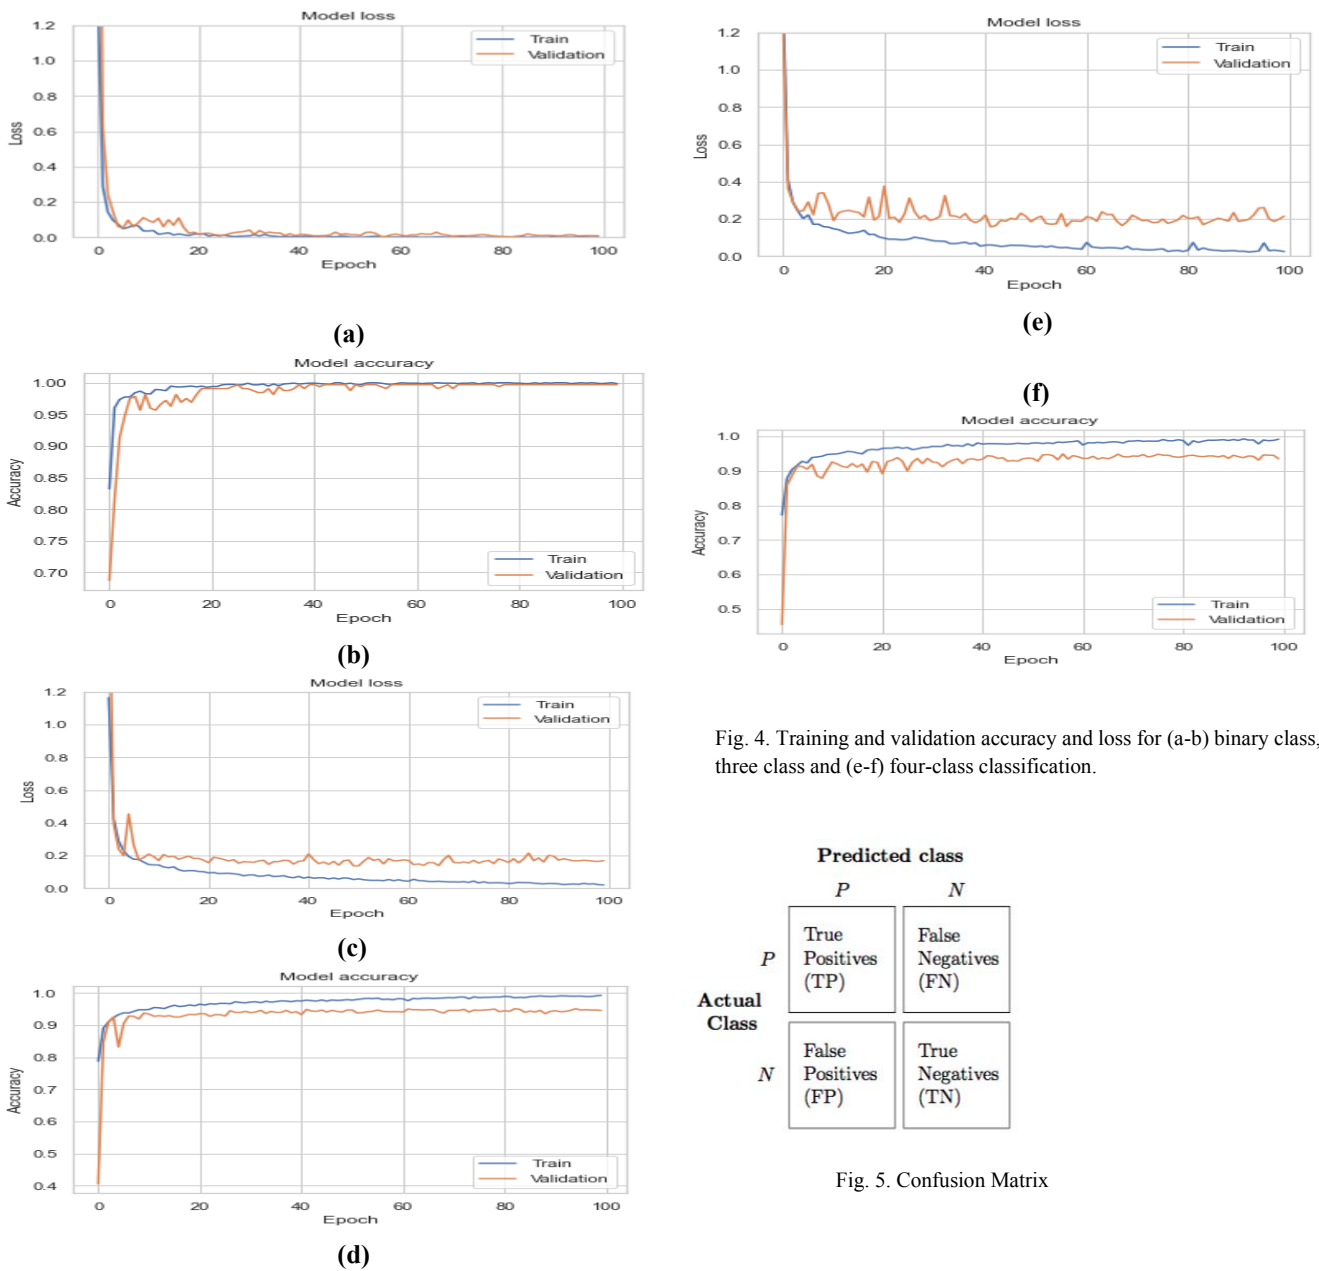 Model loss
1.2
1.0
0.8
0.6
0.4
0.2
0.0
Loss
Train
Validation
0 20 40 60 80 100
Epoch
(a)
Model accuracy
1.00
0.95
0.90
0.85
0.80
0.75
0.70
Accuracy
Train
Validation
0 20 40 60 80 100
Epoch
(b)
Model loss
1.2
1.0
0.8
0.6
0.4
0.2
0.0
Loss
Train
Validation
0 20 40 60 80 100
Epoch
(c)
Model accuracy
1.0
0.9
0.8
0.7
0.6
0.5
0.4
Accuracy
Train
Validation
0 20 40 60 80 100
Epoch
(d)
Model loss
1.2
1.0
0.8
0.6
0.4
0.2
0.0
Loss
Train
Validation
0 20 40 60 80 100
Epoch
(e)
(f)
Model accuracy
1.0
0.9
0.8
0.7
0.6
0.5
Accuracy
Train
Validation
0 20 40 60 80 100
Epoch
Fig. 4. Training and validation accuracy and loss for (a-b) binary class,
three class and (e-f) four-class classification.
Predicted class
P N
Actual
Class
P
True
Positives
(TP)
False
Negatives
(FN)
N
False
Positives
(FP)
True
Negatives
(TN)
Fig. 5. Confusion Matrix